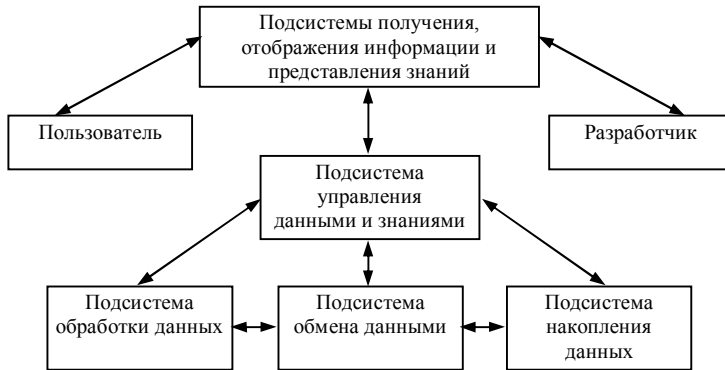 Подсистемы получения,
отображения информации и
представления знаний
Пользователь
Разработчик
Подсистема
управления
данными и знаниями
Подсистема
обработки данных
Подсистема
обмена данными
Подсистема
накопления
данных